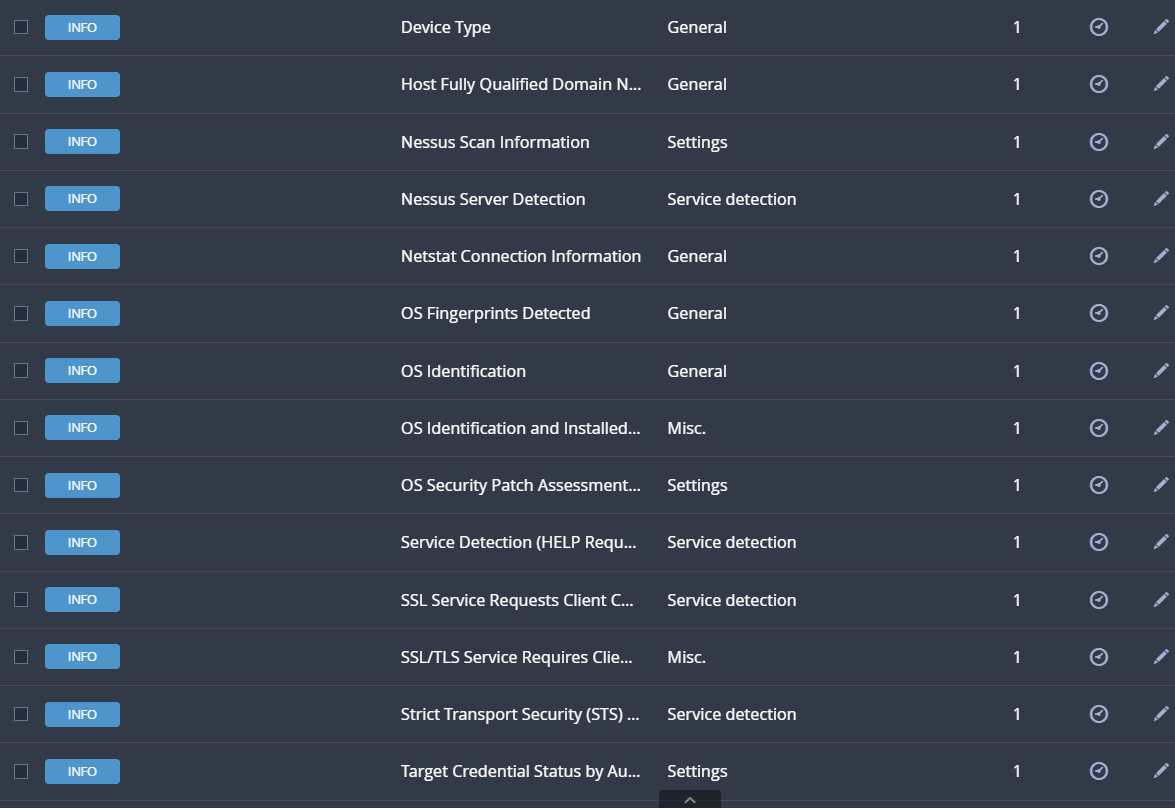 INFO Device Type General 1
INFO Host Fully Qualified Domain N... General 1
INFO Nessus Scan Information Settings 1
INFO Nessus Server Detection Service detection 1
INFO Netstat Connection Information General 1
INFO OS Fingerprints Detected General 1
INFO OS Identification General 1
INFO OS Identification and Installed... Misc. 1
INFO OS Security Patch Assessment... Settings 1
INFO Service Detection (HELP Requ... Service detection 1
INFO SSL Service Requests Client C... Service detection 1
INFO SSL/TLS Service Requires Clie... Misc. 1
INFO Strict Transport Security (STS) ... Service detection 1
INFO Target Credential Status by Au... Settings 1